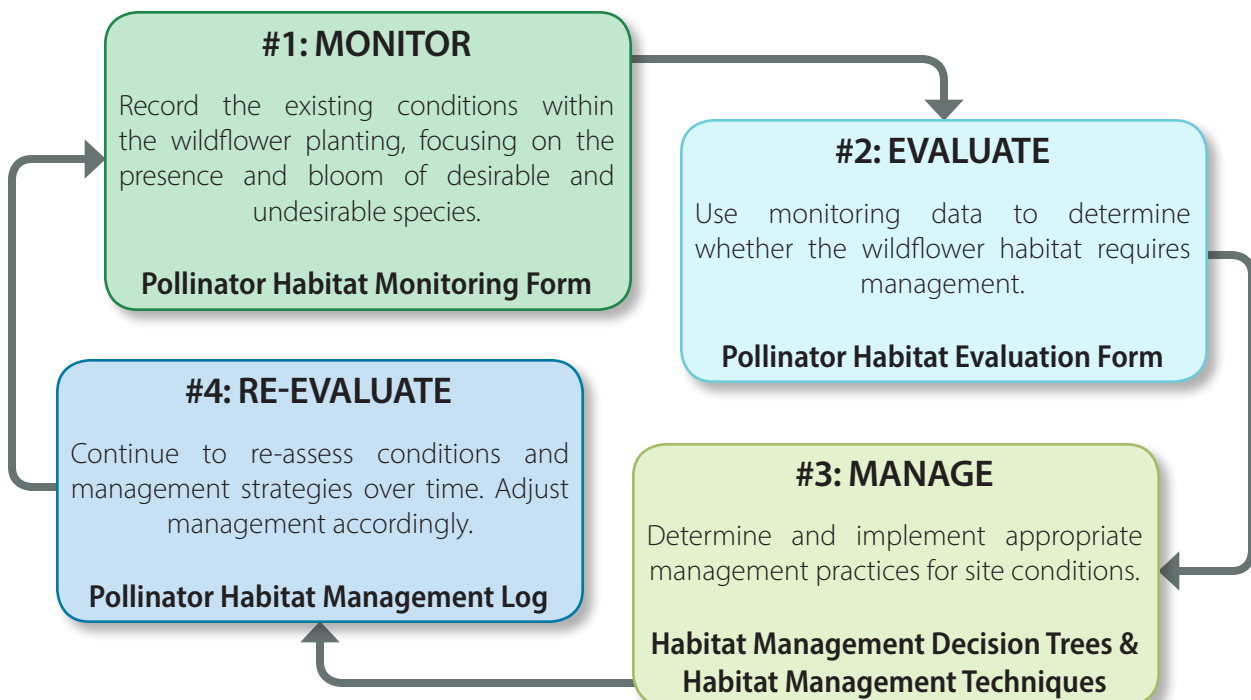 #1: MONITOR
Record the existing conditions within
the wildflower planting, focusing on the
presence and bloom of desirable and
undesirable species.
Pollinator Habitat Monitoring Form
#2: EVALUATE
Use monitoring data to determine
whether the wildflower habitat requires
management.
Pollinator Habitat Evaluation Form
#3: MANAGE
Determine and implement appropriate
management practices for site conditions.
Habitat Management Decision Trees &
Habitat Management Techniques
#4: RE-EVALUATE
Continue to re-assess conditions and
management strategies over time. Adjust
management accordingly.
Pollinator Habitat Management Log